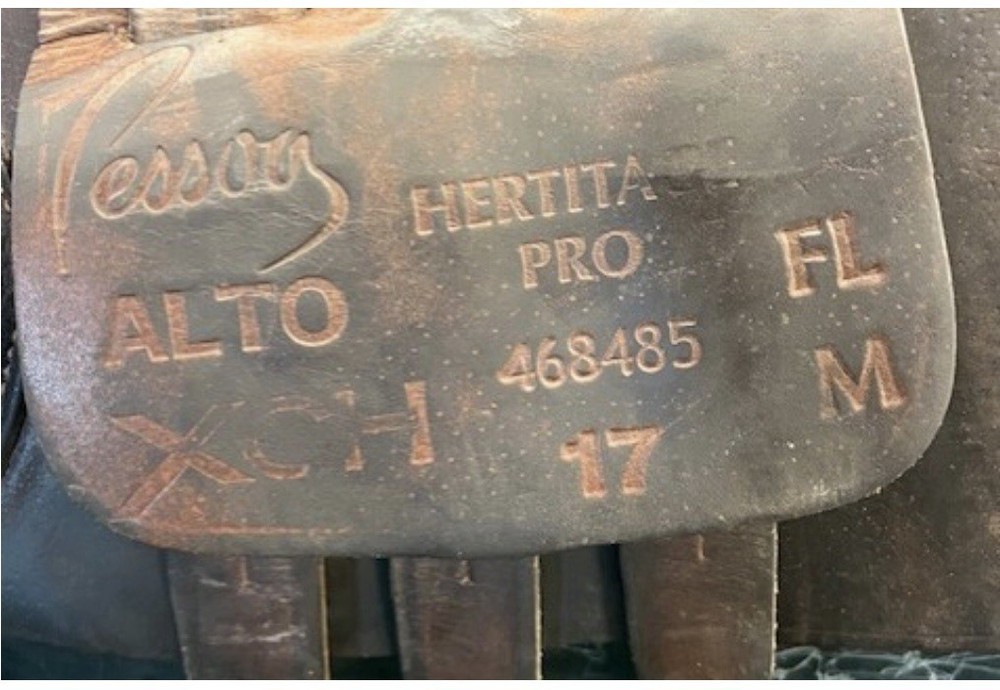 Pessoa
ALTO
XCH
HERTITA
PRO
468485
17
FL
M